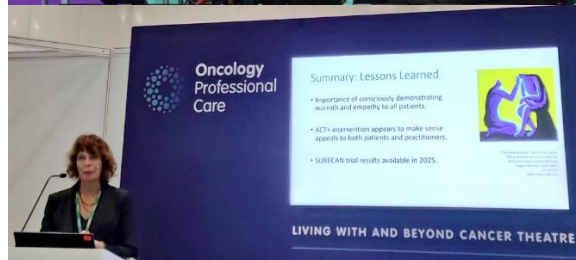 Oncology
Professional
Care
Summary: Lessons Learned
• Importance of consciously demonstrating
warmth and empathy to all patients.
• ACT+ intervention appears to make sense
appeals to both patients and practitioners.
• SURECAN trial results available in 2025.
LIVING WITH AND BEYOND CANCER THEATRE